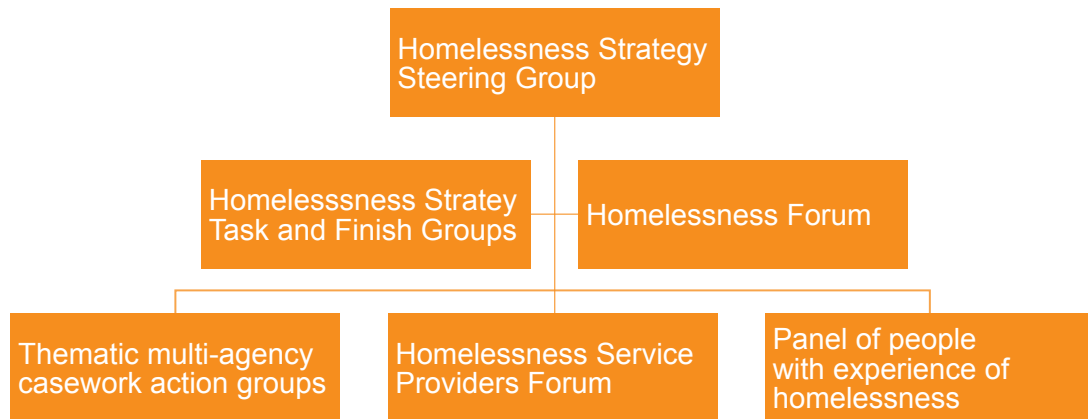 Homelessness Strategy
Steering Group
Homelesssness Stratey
Task and Finish Groups
Homelessness Forum
Thematic multi-agency
casework action groups
Homelessness Service
Providers Forum
Panel of people
with experience of
homelessness